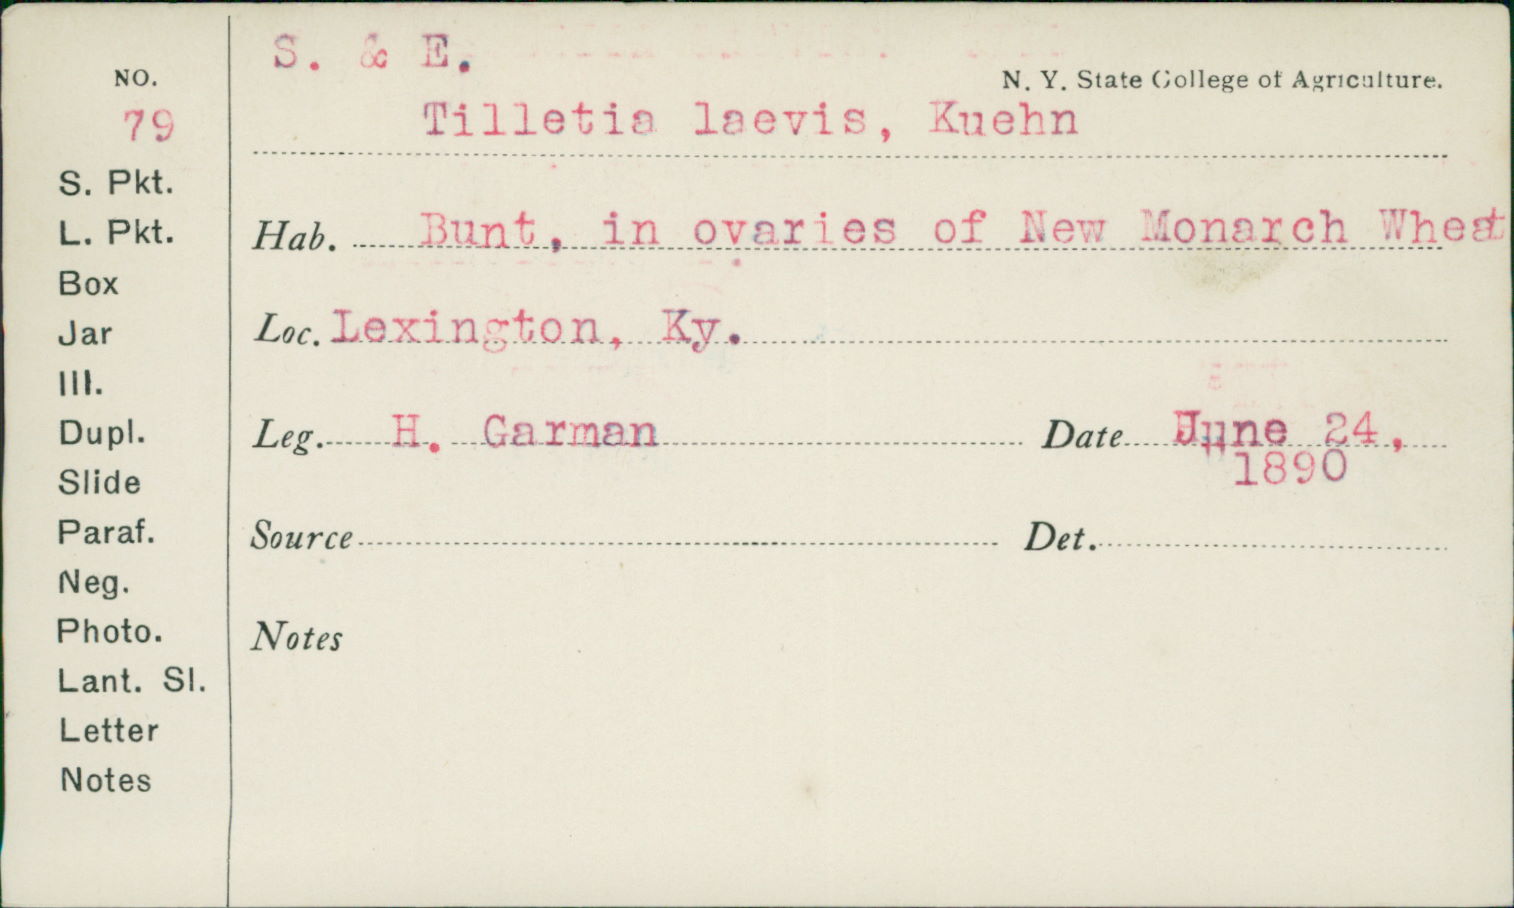 S. & E.
NO.
N. Y. State College of Agriculture.
79
Tilletia laevis, Kuehn
S. Pkt.
L. Pkt.
Hab. Bunt, in ovaries of New Monarch Wheat
Box
Jar
Loc. Lexington, Ky.
Ill.
Dupl.
Leg. H. Garman Date June 24,
1890
Slide
Paraf.
Source Det.
Neg.
Photo.
Notes
Lant. Sl.
Letter
Notes